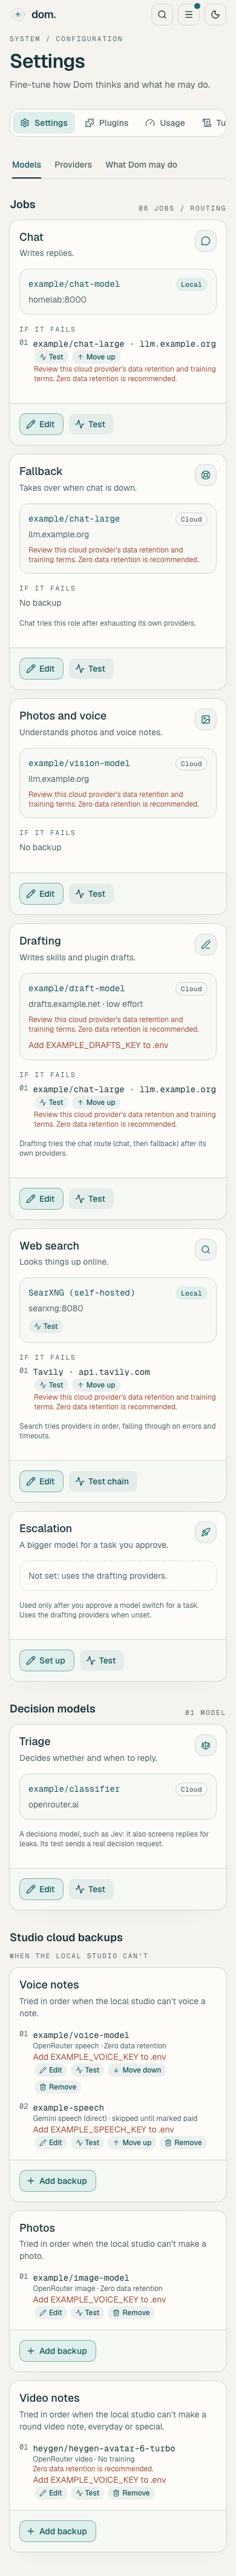 dom.
SYSTEM / CONFIGURATION
Settings
Fine-tune how Dom thinks and what he may do.
Settings Plugins Usage Tu
Models Providers What Dom may do
Jobs
06 JOBS / ROUTING
Chat
Writes replies.
example/chat-model Local
homelab:8000
IF IT FAILS
01 example/chat-large · llm.example.org
Test Move up
Review this cloud provider's data retention and training
terms. Zero data retention is recommended.
Edit Test
Fallback
Takes over when chat is down.
example/chat-large Cloud
llm.example.org
Review this cloud provider's data retention and
training terms. Zero data retention is recommended.
IF IT FAILS
No backup
Chat tries this role after exhausting its own providers.
Edit Test
Photos and voice
Understands photos and voice notes.
example/vision-model Cloud
llm.example.org
Review this cloud provider's data retention and
training terms. Zero data retention is recommended.
IF IT FAILS
No backup
Edit Test
Drafting
Writes skills and plugin drafts.
example/draft-model Cloud
drafts.example.net · low effort
Review this cloud provider's data retention and
training terms. Zero data retention is recommended.
Add EXAMPLE_DRAFTS_KEY to .env
IF IT FAILS
01 example/chat-large · llm.example.org
Test Move up
Review this cloud provider's data retention and training
terms. Zero data retention is recommended.
Drafting tries the chat route (chat, then fallback) after its
own providers.
Edit Test
Web search
Looks things up online.
SearXNG (self-hosted) Local
searxng:8080
Test
IF IT FAILS
01 Tavily · api.tavily.com
Test Move up
Review this cloud provider's data retention and training
terms. Zero data retention is recommended.
Search tries providers in order, falling through on errors and
timeouts.
Edit Test chain
Escalation
A bigger model for a task you approve.
Not set: uses the drafting providers.
Used only after you approve a model switch for a task.
Uses the drafting providers when unset.
Set up Test
Decision models
01 MODEL
Triage
Decides whether and when to reply.
example/classifier Cloud
openrouter.ai
A decisions model, such as Jev: it also screens replies for
leaks. Its test sends a real decision request.
Edit Test
Studio cloud backups
WHEN THE LOCAL STUDIO CAN'T
Voice notes
Tried in order when the local studio can't voice a
note.
01 example/voice-model
OpenRouter speech · Zero data retention
Add EXAMPLE_VOICE_KEY to .env
Edit Test Move down
Remove
02 example-speech
Gemini speech (direct) · skipped until marked paid
Add EXAMPLE_SPEECH_KEY to .env
Edit Test Move up Remove
Add backup
Photos
Tried in order when the local studio can't make a
photo.
01 example/image-model
OpenRouter image · Zero data retention
Add EXAMPLE_VOICE_KEY to .env
Edit Test Remove
Add backup
Video notes
Tried in order when the local studio can't make a
round video note, everyday or special.
01 heygen/heygen-avatar-6-turbo
OpenRouter video · No training
Zero data retention is recommended.
Add EXAMPLE_VOICE_KEY to .env
Edit Test Remove
Add backup